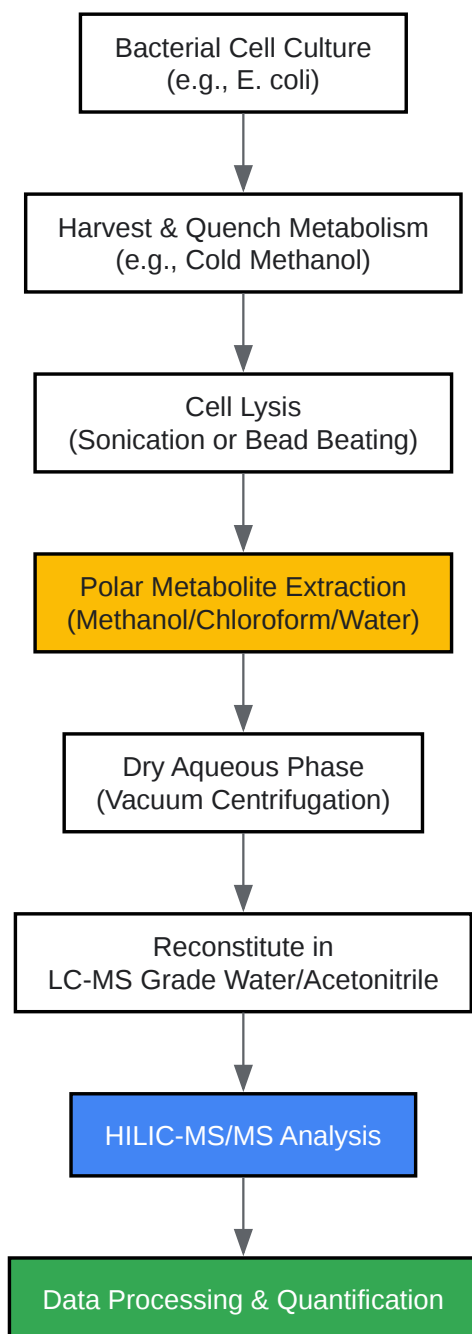 Bacterial Cell Culture
(e.g., E. coli)
Harvest & Quench Metabolism
(e.g., Cold Methanol)
Cell Lysis
(Sonication or Bead Beating)
Polar Metabolite Extraction
(Methanol/Chloroform/Water)
Dry Aqueous Phase
(Vacuum Centrifugation)
Reconstitute in
LC-MS Grade Water/Acetonitrile
HILIC-MS/MS Analysis
Data Processing & Quantification